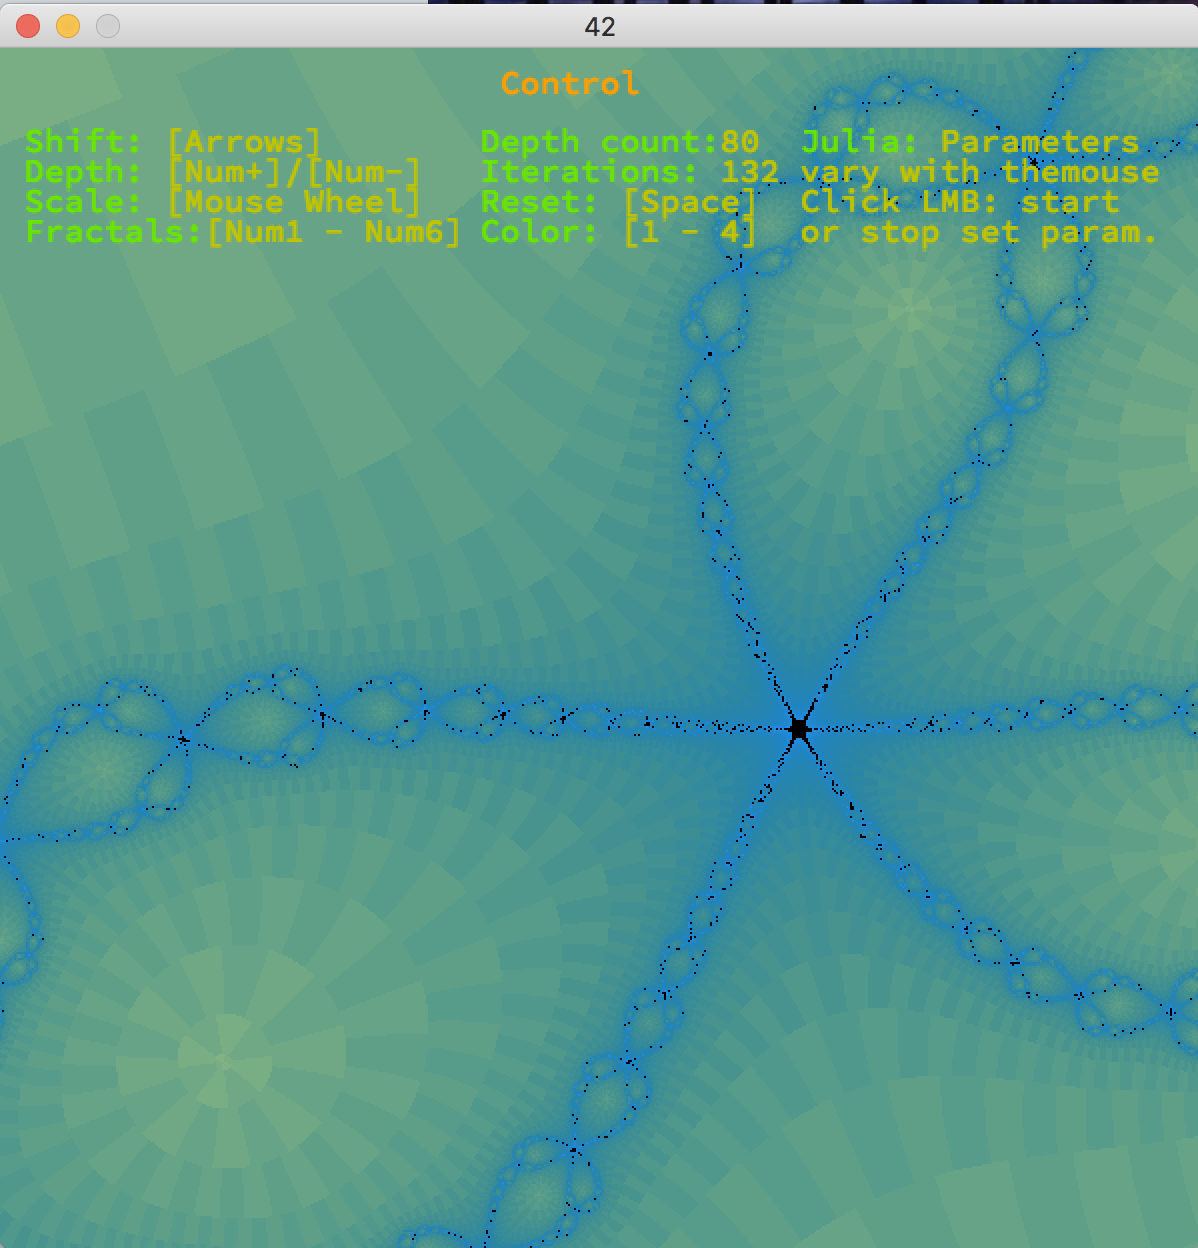 42
Control
Shift: [Arrows] Depth count:80 Julia: Parameters
Depth: [Num+]/[Num-] Iterations: 132 vary with themouse
Scale: [Mouse Wheel] Reset: [Space] Click LMB: start
Fractals:[Num1 - Num6] Color: [1 - 4] or stop set param.